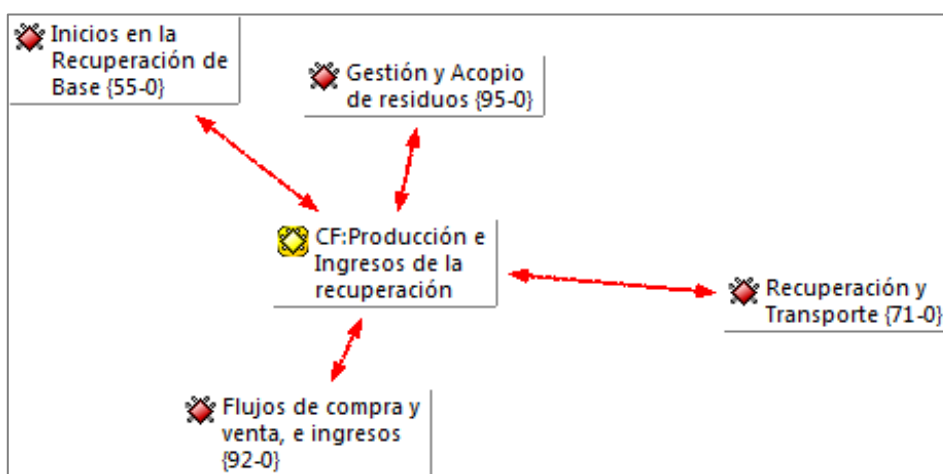 Inicios en la
Recuperación de
Base {55-0}
Gestión y Acopio
de residuos {95-0}
CF:Producción e
Ingresos de la
recuperación
Recuperación y
Transporte {71-0}
Flujos de compra y
venta, e ingresos
{92-0}